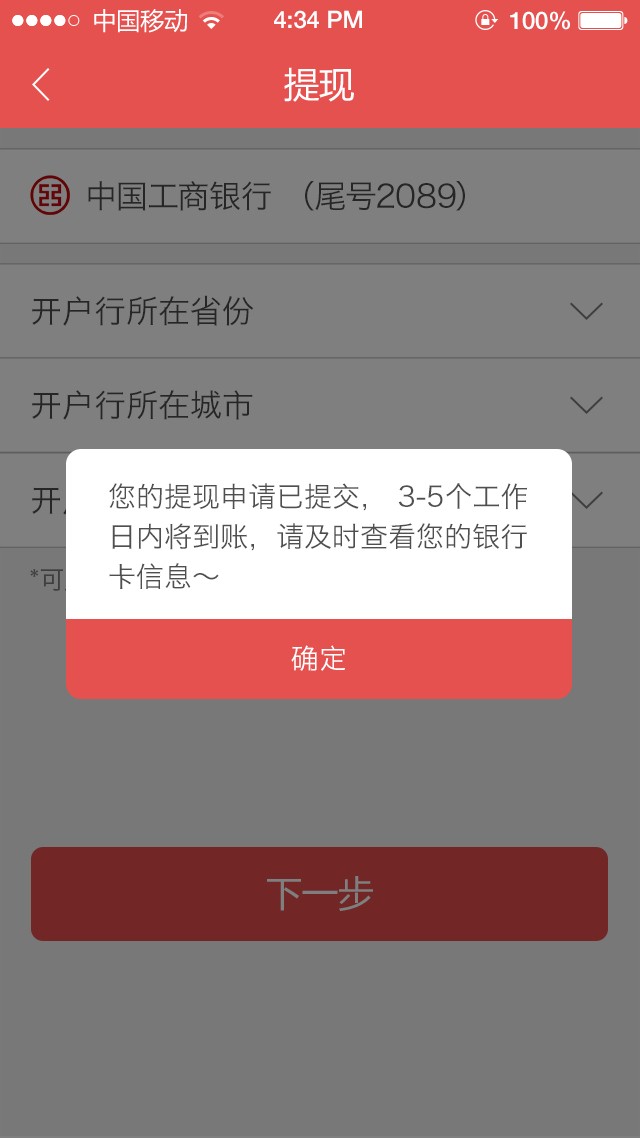 中国移动 4:34 PM 100%
提现
中国工商银行 （尾号2089）
开户行所在省份
开户行所在城市
开
您的提现申请已提交， 3-5个工作
日内将到账，请及时查看您的银行
卡信息～
*可
确定
下一步